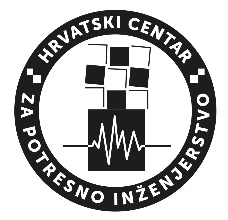 HRVATSKI CENTAR
ZA POTRESNO INŽENJERSTVO